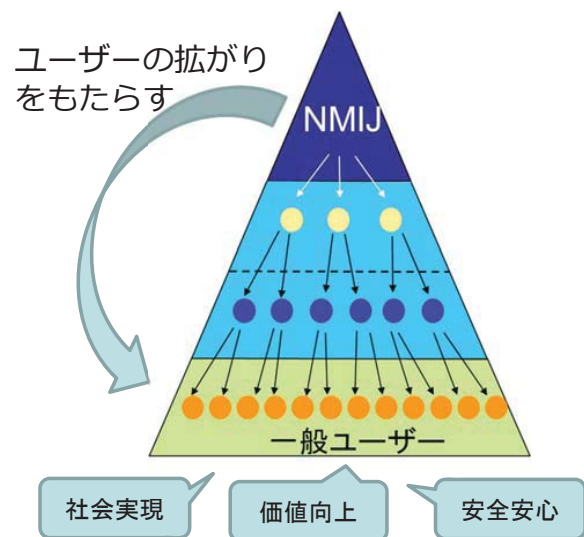 ユーザーの拡がり
をもたらす
NMIJ
一般ユーザー
社会実現
価値向上
安全安心